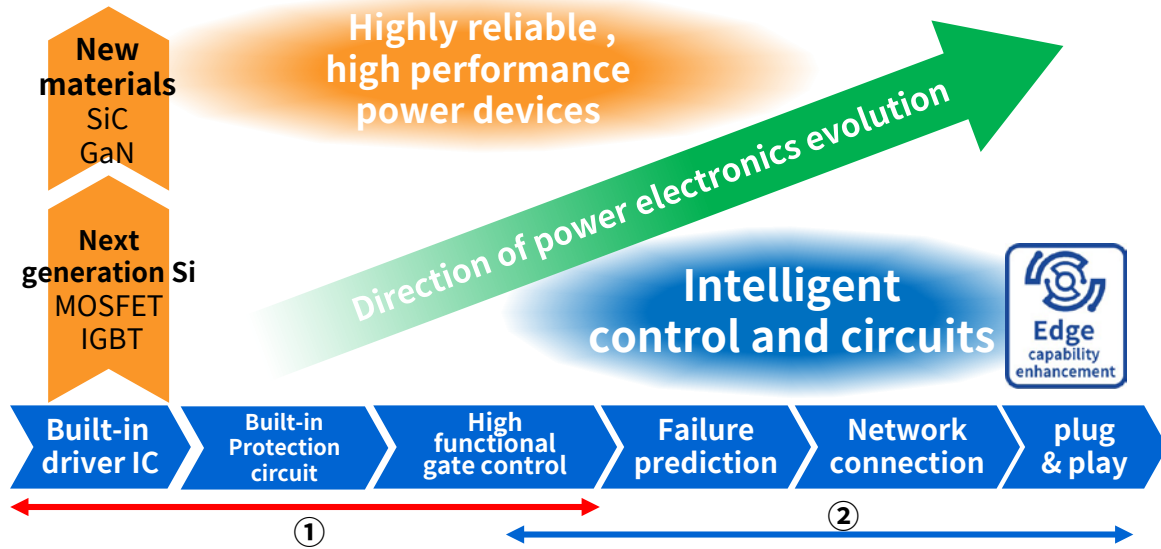 New
materials
SiC
GaN
Highly reliable ,
high performance
power devices
Direction of power electronics evolution
Next
generation Si
MOSFET
IGBT
Intelligent
control and circuits
Edge
capability
enhancement
Built-in
driver IC
Built-in
Protection
circuit
High
functional
gate control
Failure
prediction
Network
connection
plug
& play
①
②